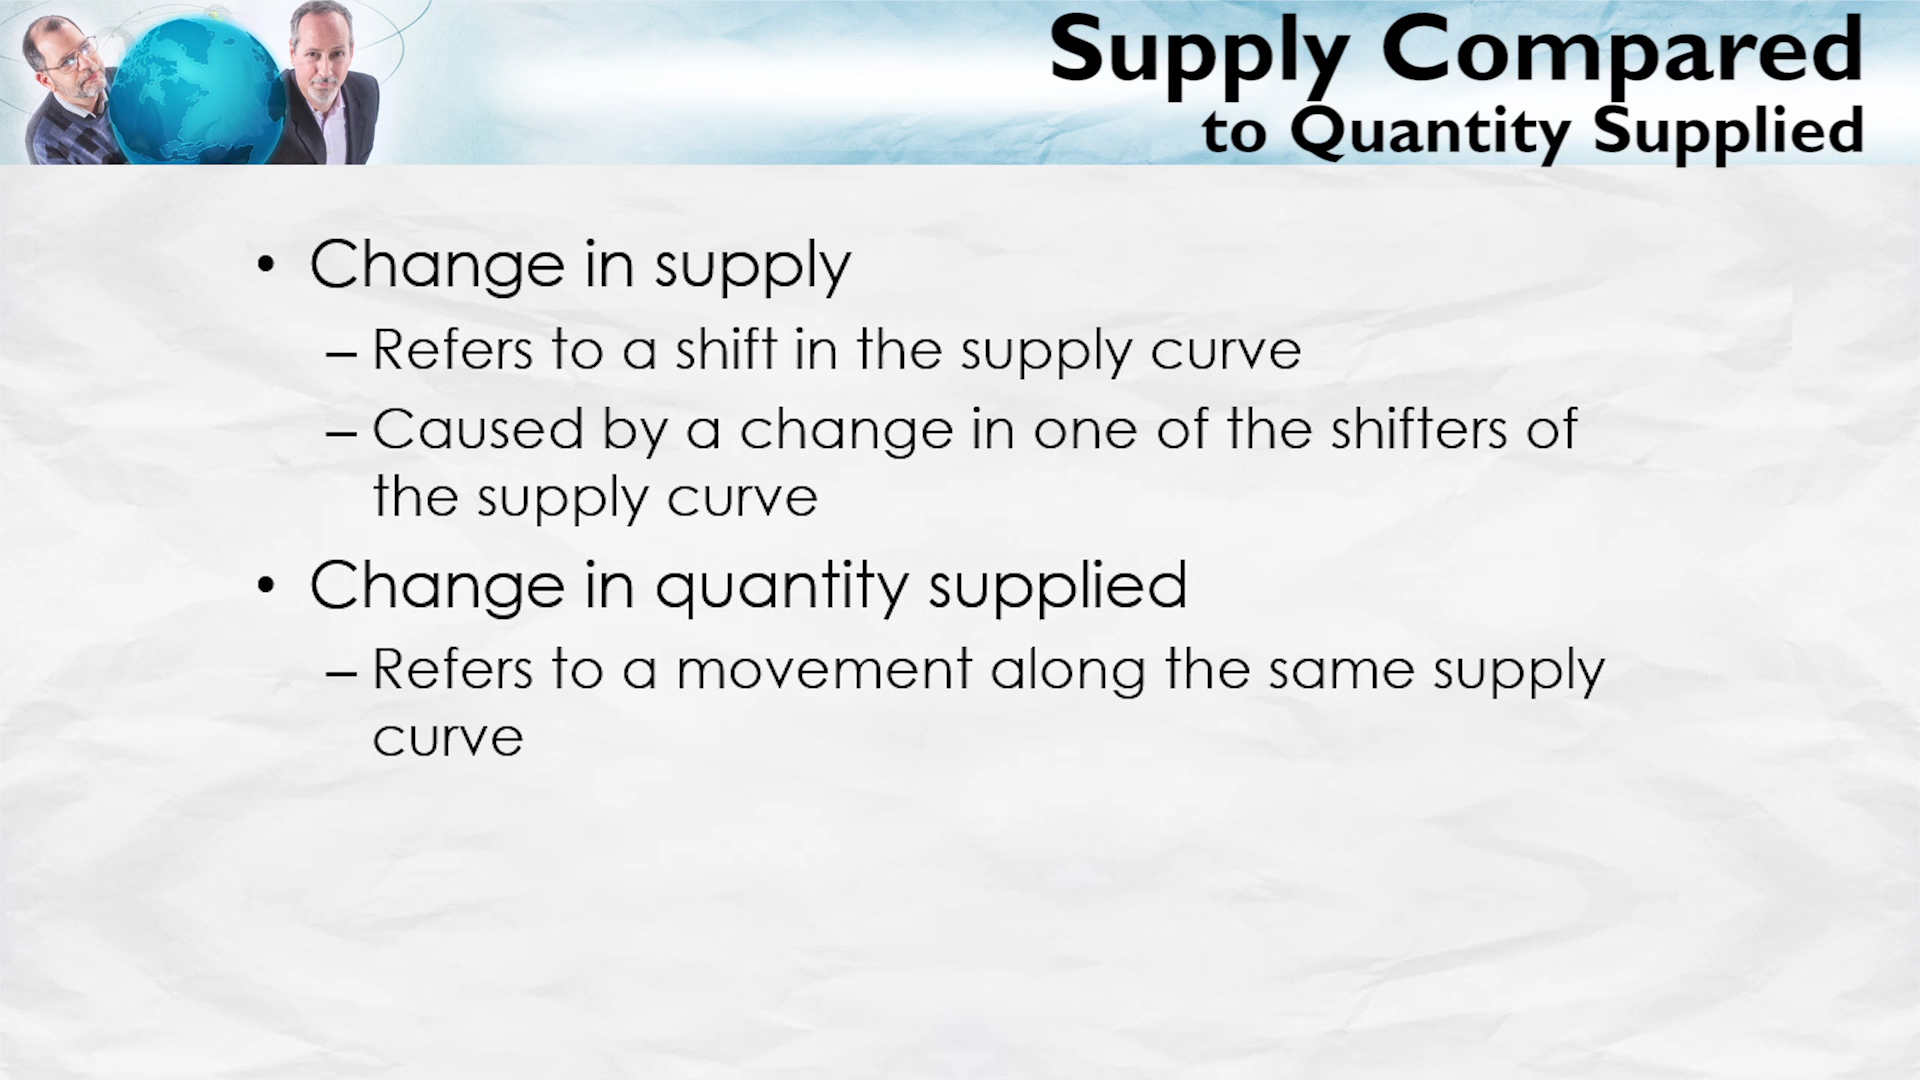 Supply Compared
to Quantity Supplied
• Change in supply
– Refers to a shift in the supply curve
– Caused by a change in one of the shifters of
the supply curve
• Change in quantity supplied
– Refers to a movement along the same supply
curve